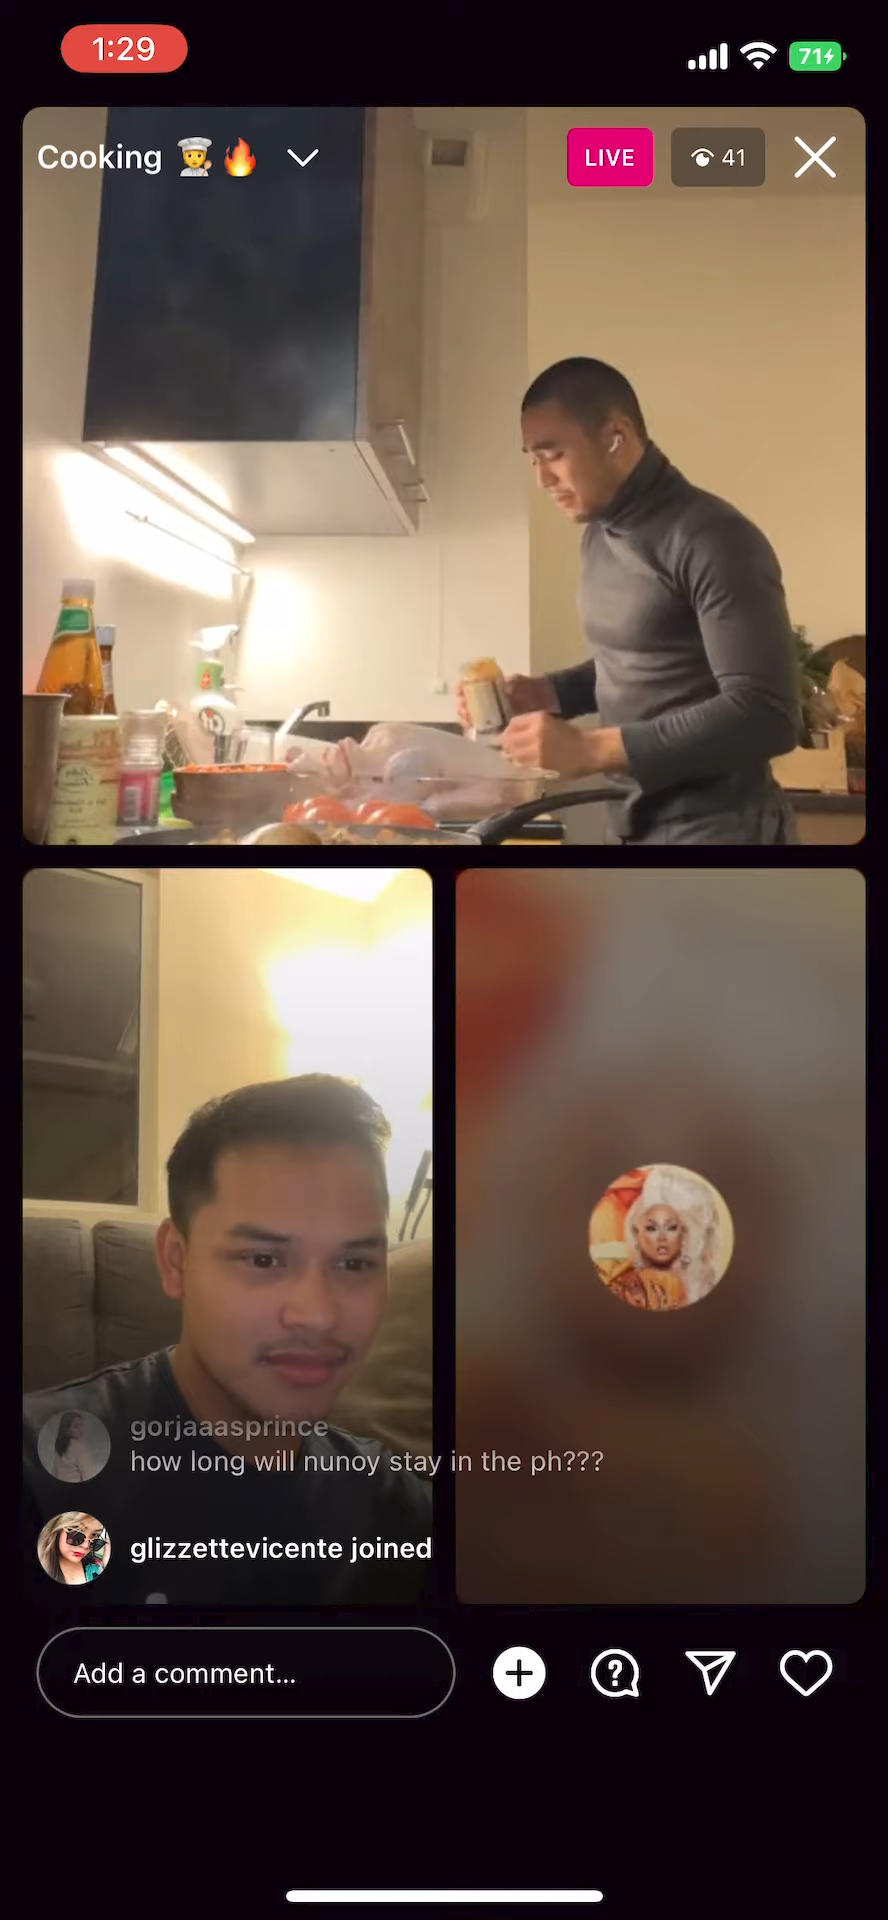 1:29
71
Cooking 👨‍🍳🔥
LIVE
41
gorjaaasprince
how long will nunoy stay in the ph???
glizzettevicente joined
Add a comment...